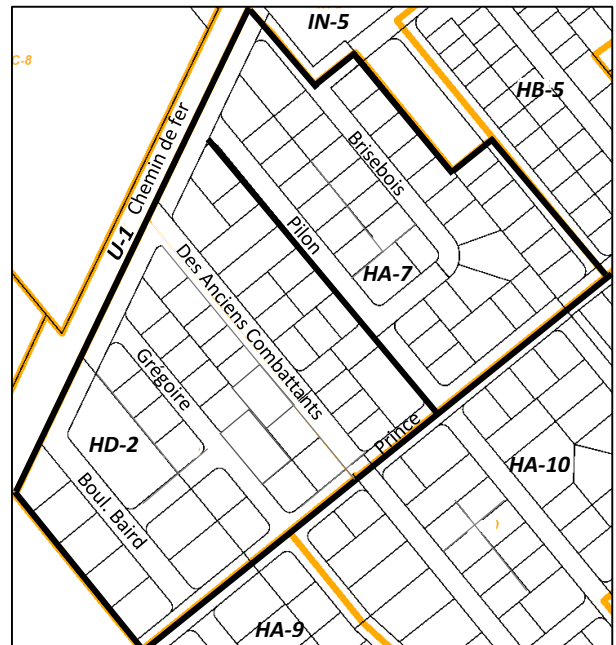 IN-5
C-8
HB-5
U-1 Chemin de fer
Brisebois
Pilon
HA-7
Des Anciens Combattants
Grégoire
HD-2
Prince
HA-10
Boul. Baird
HA-9